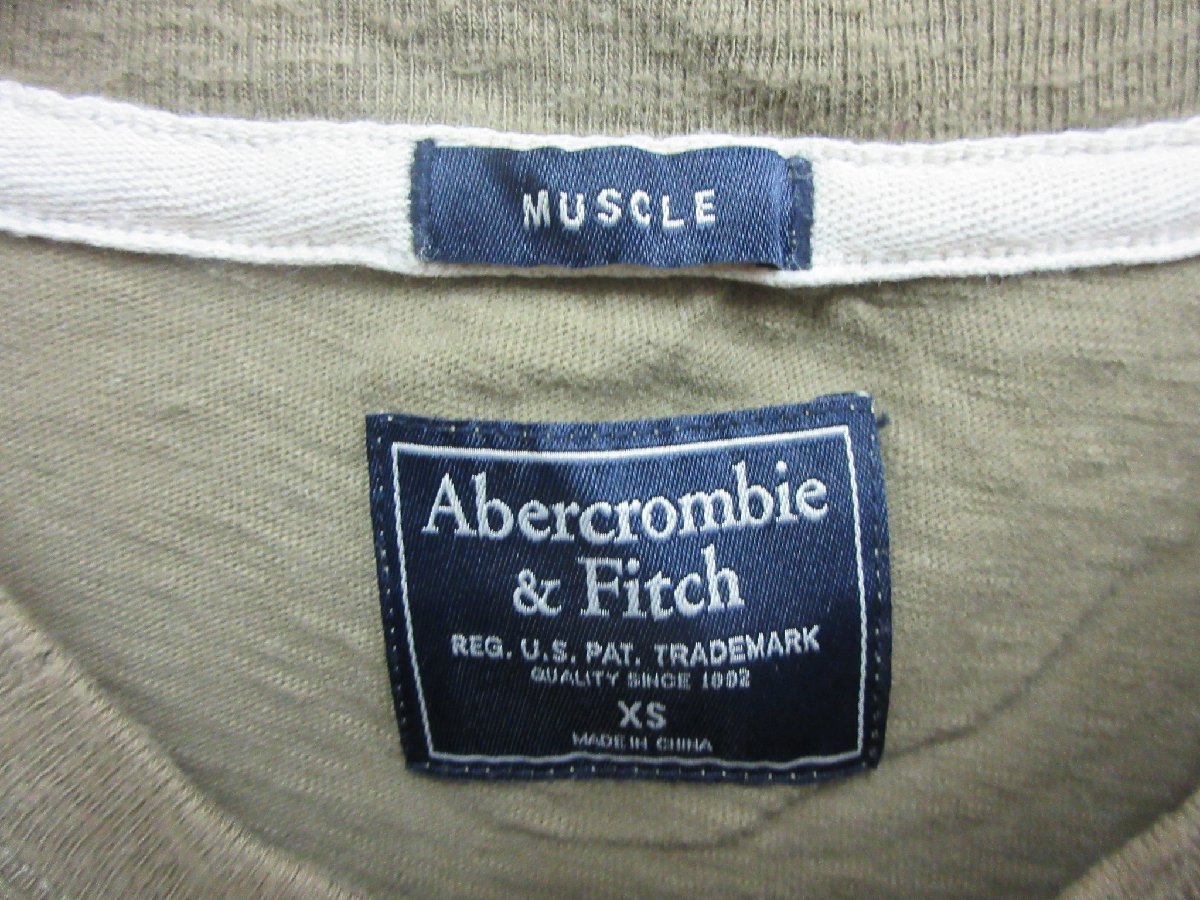 MUSCLE
Abercrombie
& Fitch
REG. U.S. PAT. TRADEMARK
QUALITY SINCE 1892
XS
MADE IN CHINA